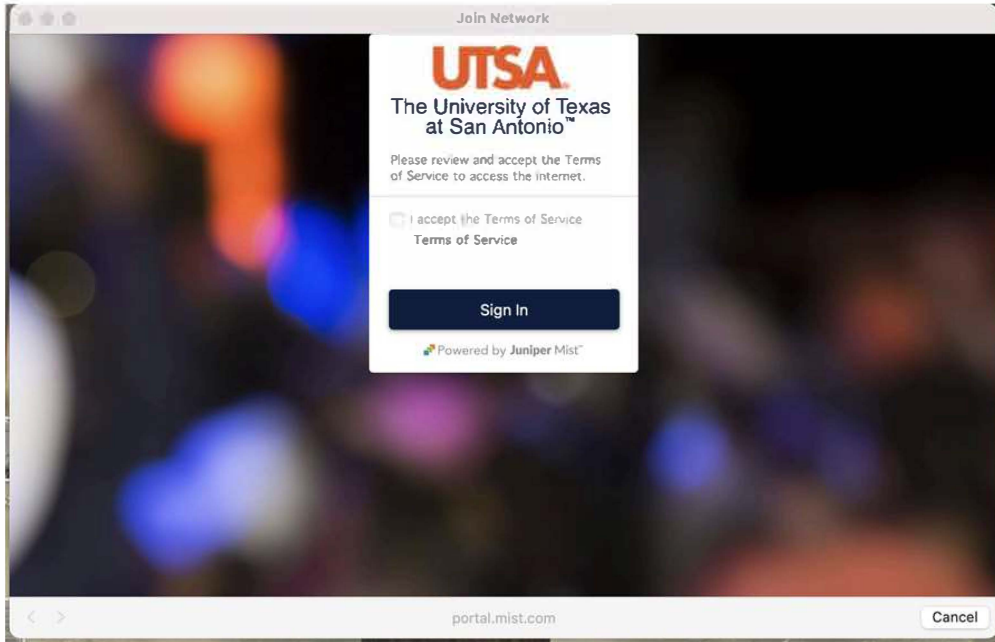 Join Network
UTSA
The University of Texas
at San Antonio™
Please review and accept the Terms
of Service to access the internet.
I accept the Terms of Service
Terms of Service
Sign In
Powered by Juniper Mist™
portal.mist.com
Cancel